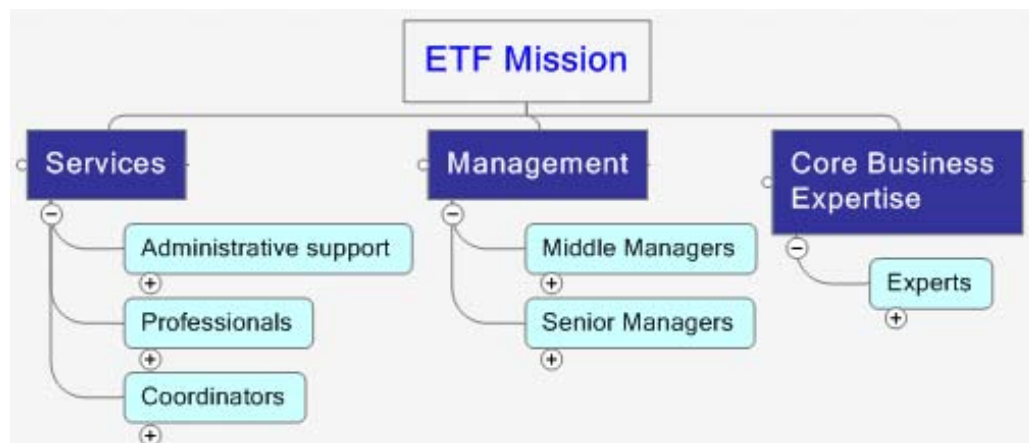 ETF Mission
Services
Administrative support
Professionals
Coordinators
Management
Middle Managers
Senior Managers
Core Business
Expertise
Experts